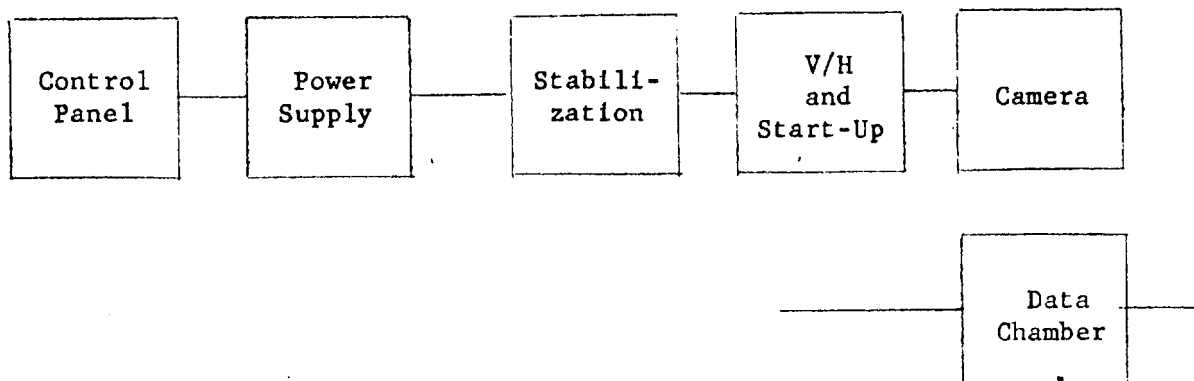 Control
Panel
Power
Supply
Stabili-
zation
V/H
and
Start-Up
Camera
Data
Chamber